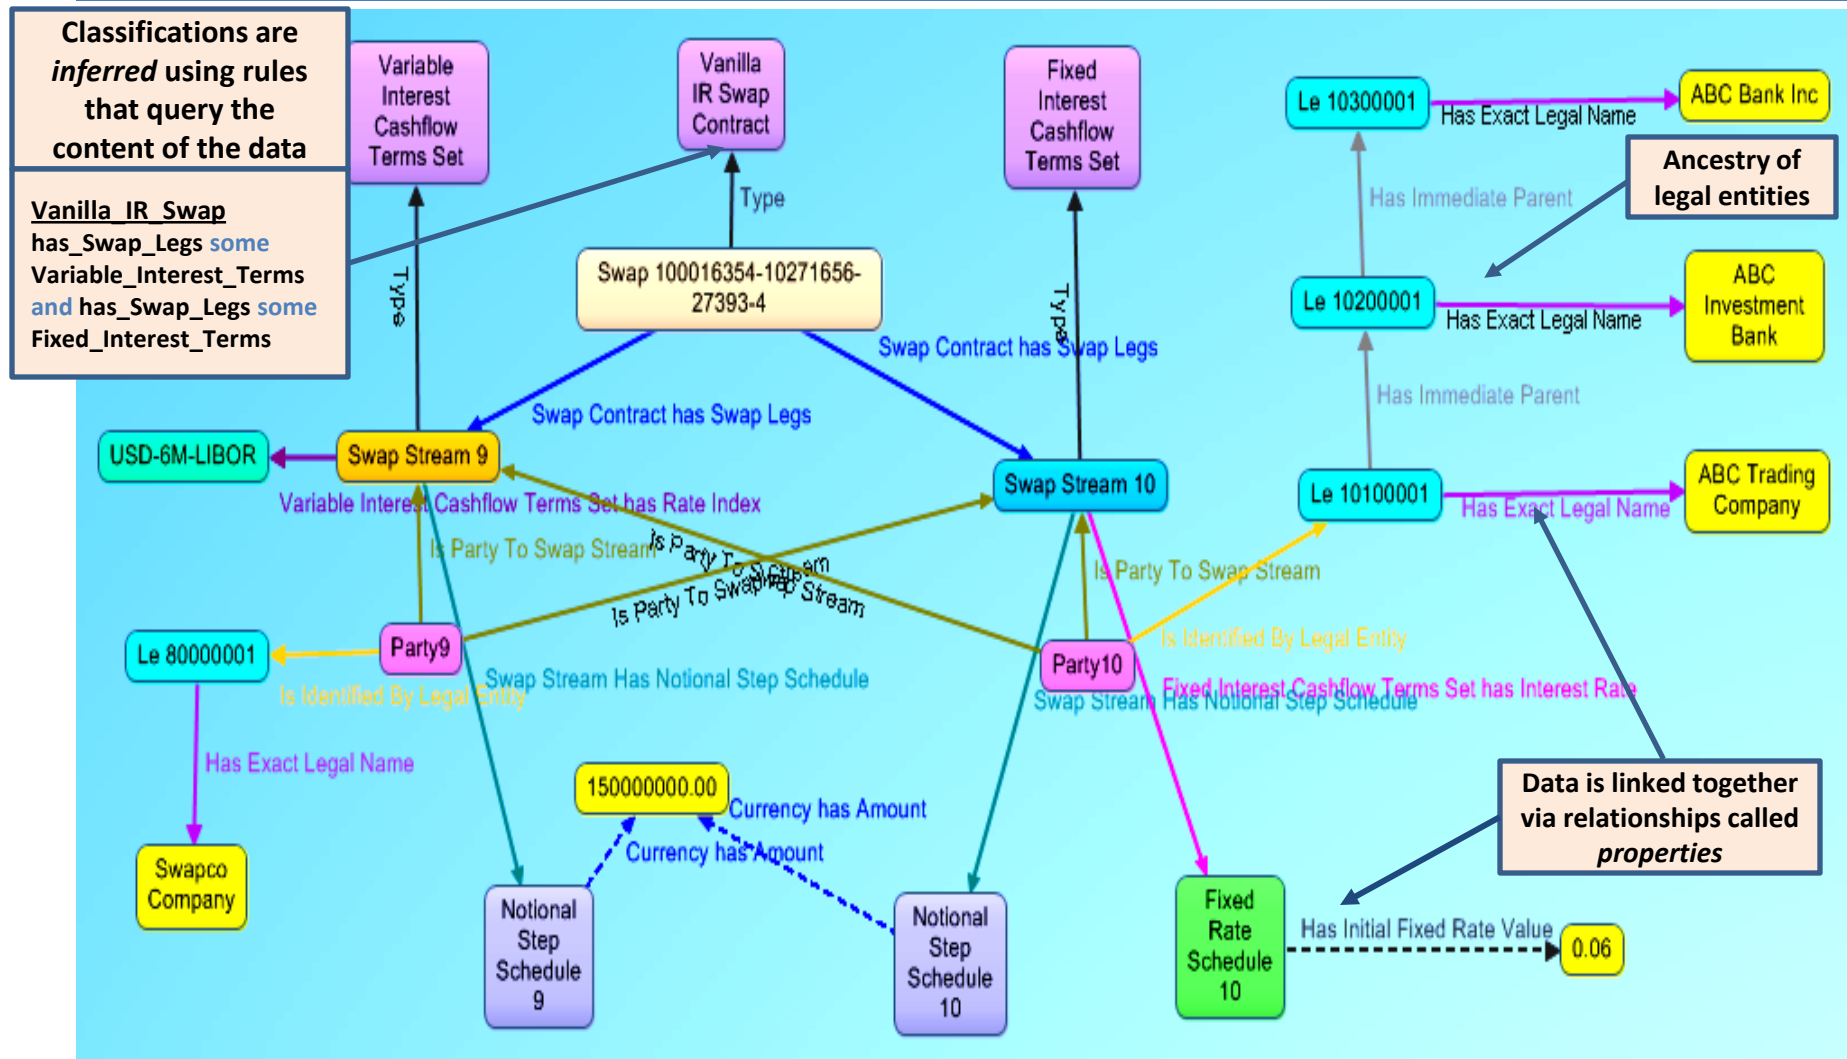 Classifications are
inferred using rules
that query the
content of the data
Vanilla_IR_Swap
has_Swap_Legs some
Variable_Interest_Terms
and has_Swap_Legs some
Fixed_Interest_Terms
Variable
Interest
Cashflow
Terms Set
Vanilla
IR Swap
Contract
Fixed
Interest
Cashflow
Terms Set
Le 10300001
Has Exact Legal Name
ABC Bank Inc
Ancestry of
legal entities
Has Immediate Parent
Type
Type
Type
Swap 100016354-10271656-
27393-4
Le 10200001
Has Exact Legal Name
ABC
Investment
Bank
Swap Contract has Swap Legs
Swap Contract has Swap Legs
Has Immediate Parent
USD-6M-LIBOR
Swap Stream 9
Swap Stream 10
Le 10100001
Has Exact Legal Name
ABC Trading
Company
Variable Interest Cashflow Terms Set has Rate Index
Is Party To Swap Stream
Is Party To Swap Stream
Is Party To Swap Stream
Is Party To Swap Stream
Le 80000001
Party9
Party10
Is Identified By Legal Entity
Is Identified By Legal Entity
Swap Stream Has Notional Step Schedule
Fixed Interest Cashflow Terms Set has Interest Rate
Swap Stream Has Notional Step Schedule
Has Exact Legal Name
150000000.00
Currency has Amount
Currency has Amount
Data is linked together
via relationships called
properties
Swapco
Company
Notional
Step
Schedule
9
Notional
Step
Schedule
10
Fixed
Rate
Schedule
10
Has Initial Fixed Rate Value
0.06